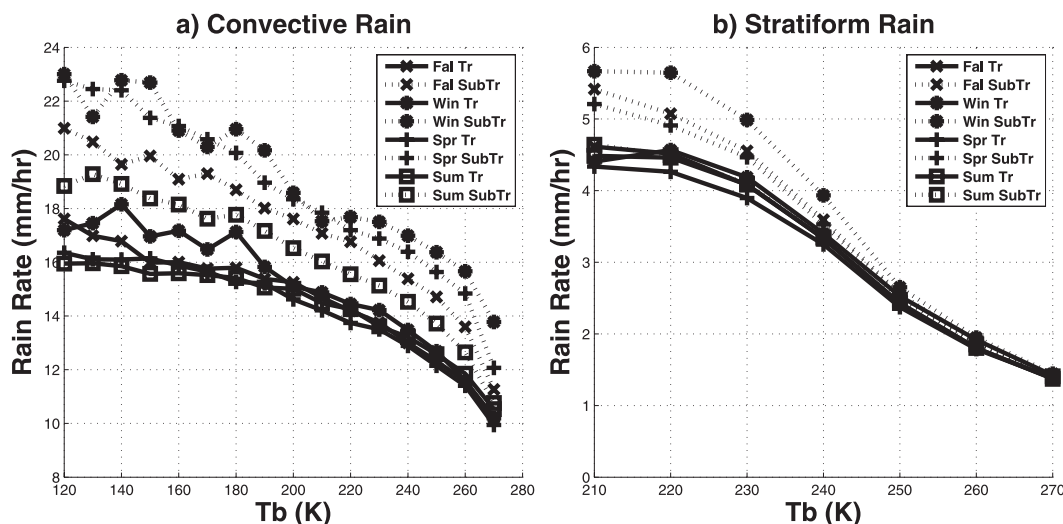 a) Convective Rain
24
22
20
18
16
14
12
10
8
Rain Rate (mm/hr)
120 140 160 180 200 220 240 260 280
Tb (K)
Fal Tr
Fal SubTr
Win Tr
Win SubTr
Spr Tr
Spr SubTr
Sum Tr
Sum SubTr
b) Stratiform Rain
6
5
4
3
2
1
0
Rain Rate (mm/hr)
210 220 230 240 250 260 270
Tb (K)
Fal Tr
Fal SubTr
Win Tr
Win SubTr
Spr Tr
Spr SubTr
Sum Tr
Sum SubTr